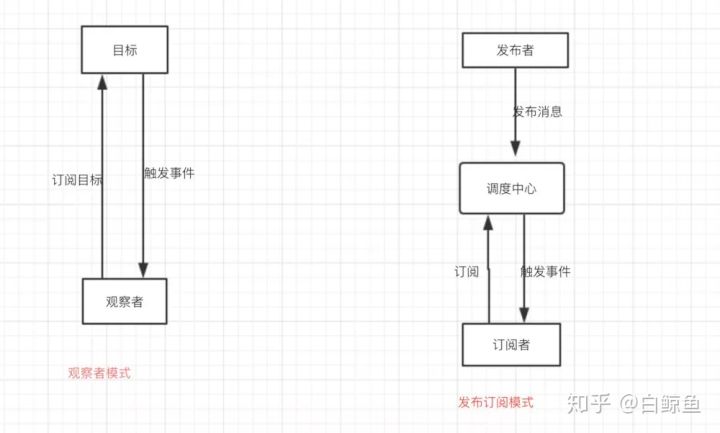 目标
订阅目标
触发事件
观察者
观察者模式
发布者
发布消息
调度中心
订阅
触发事件
订阅者
发布订阅模式
知乎 @白鲸鱼